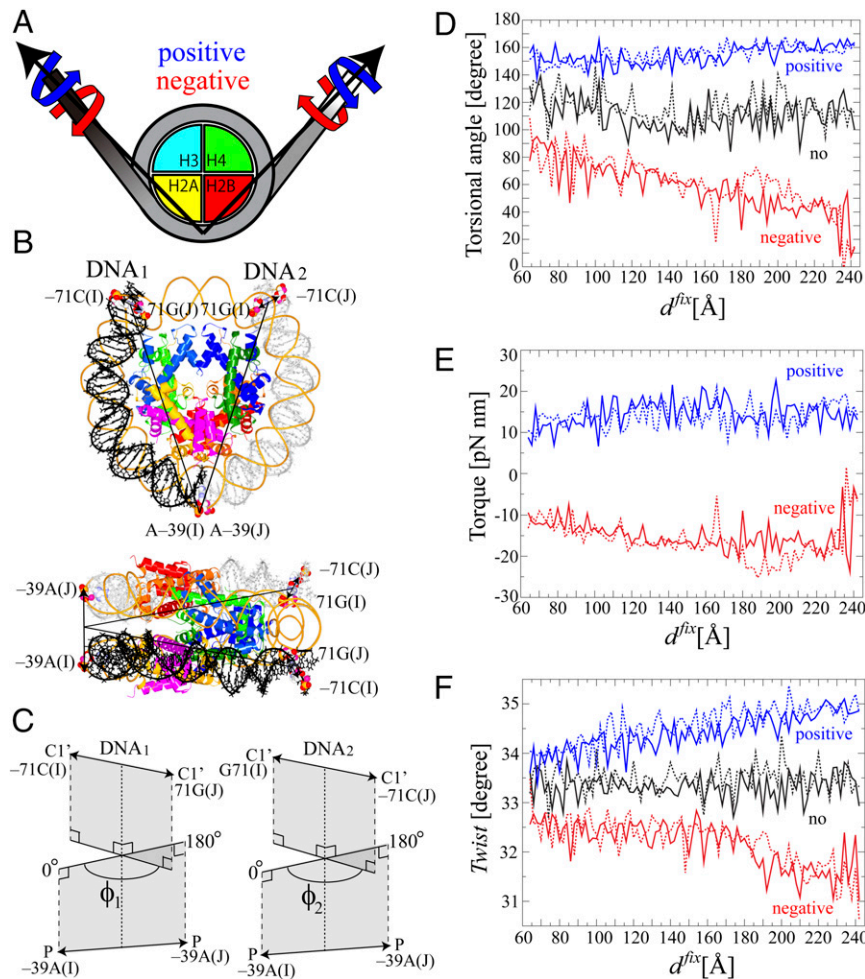 A
positive
negative
H3
H4
H2A
H2B
B
DNA1
DNA2
–71C(I)
71G(J)
71G(I)
–71C(J)
A–39(I)
A–39(J)
–39A(J)
–71C(J)
71G(I)
–39A(I)
71G(J)
–71C(I)
C
C1'
–71C(I)
DNA1
C1'
71G(J)
0°
180°
ϕ1
P
–39A(I)
P
–39A(J)
C1'
G71(I)
DNA2
C1'
–71C(J)
0°
180°
ϕ2
P
–39A(I)
P
–39A(J)
D
Torsional angle [degree]
180
160
140
120
100
80
60
40
20
0
positive
no
negative
60 80 100 120 140 160 180 200 220 240
dfix[Å]
E
Torque [pN nm]
30
20
10
0
-10
-20
-30
positive
negative
60 80 100 120 140 160 180 200 220 240
dfix[Å]
F
Twist [degree]
35
34
33
32
31
positive
no
negative
60 80 100 120 140 160 180 200 220 240
dfix[Å]